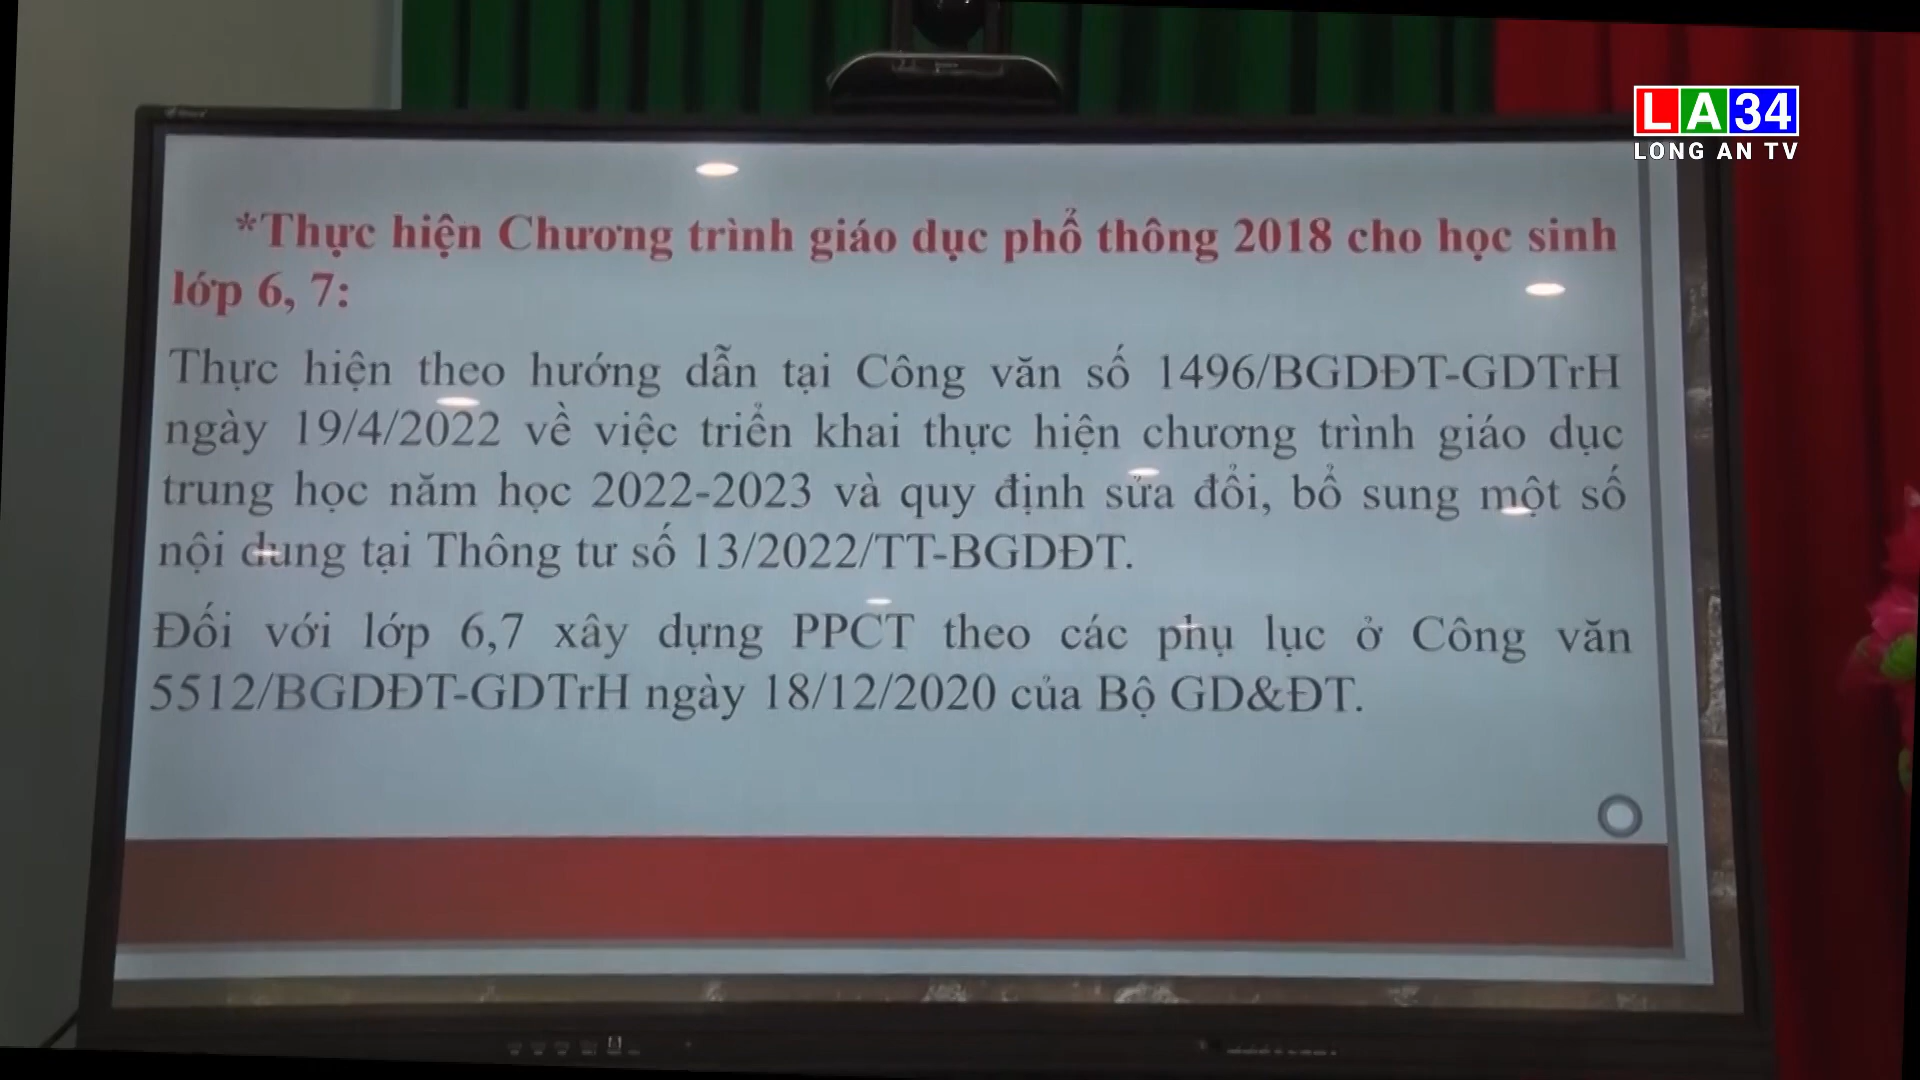 LA34
LONG AN TV
*Thực hiện Chương trình giáo dục phổ thông 2018 cho học sinh
lớp 6, 7:
Thực hiện theo hướng dẫn tại Công văn số 1496/BGDĐT-GDTrH
ngày 19/4/2022 về việc triển khai thực hiện chương trình giáo dục
trung học năm học 2022-2023 và quy định sửa đổi, bổ sung một số
nội dung tại Thông tư số 13/2022/TT-BGDĐT.
Đối với lớp 6,7 xây dựng PPCT theo các phụ lục ở Công văn
5512/BGDĐT-GDTrH ngày 18/12/2020 của Bộ GD&ĐT.